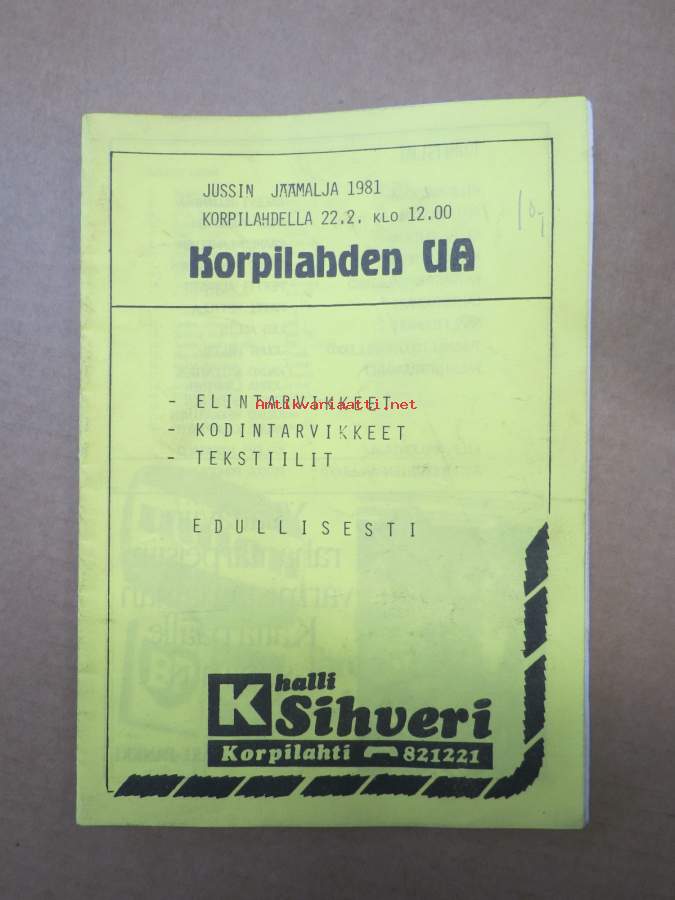 JUSSIN JÄÄMALJA 1981
KORPILAHDELLA 22.2. KLO 12.00
10,-
Korpilahden UA
- ELINTARVIKKEET
Antikvariaatti.net
- KODINTARVIKKEET
- TEKSTIILIT
EDULLISESTI
K halli
Sihveri
Korpilahti 821221